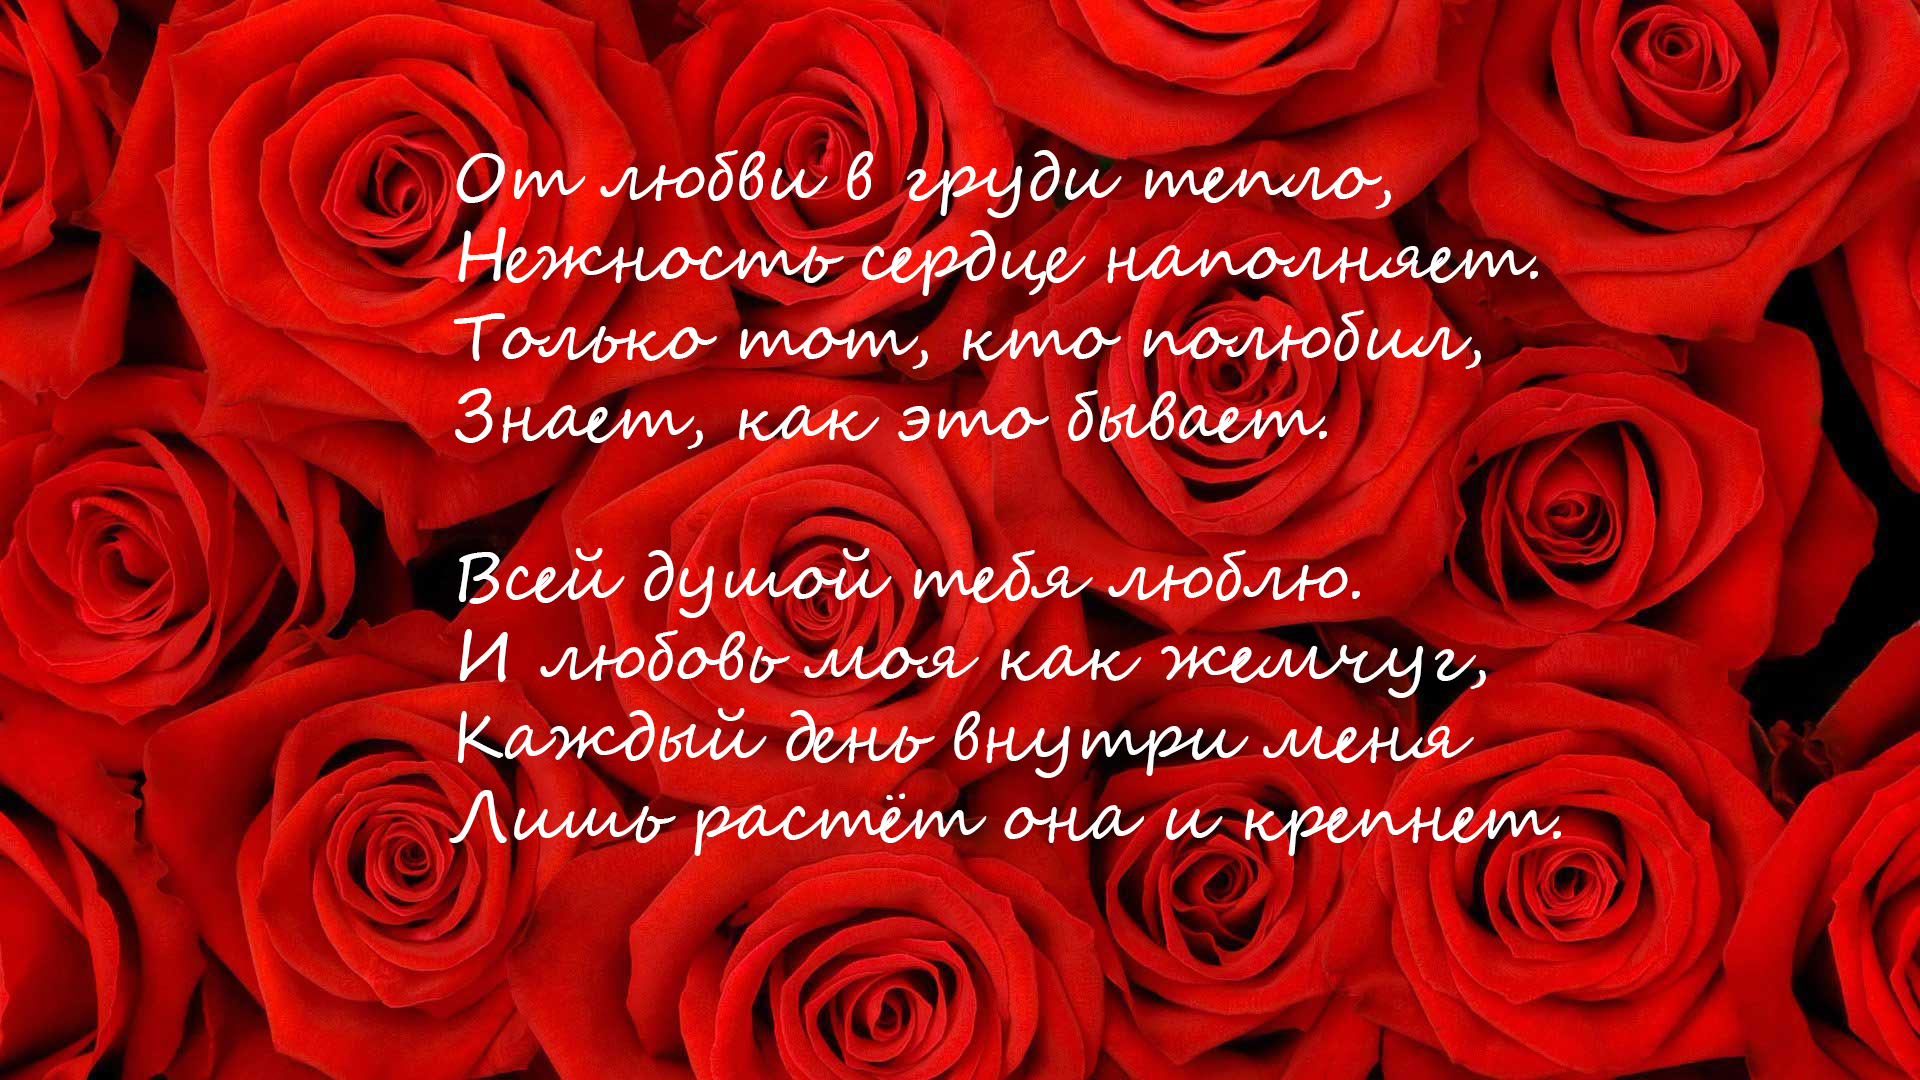 От любви в груди тепло,
Нежность сердце наполняет.
Только тот, кто полюбил,
Знает, как это бывает.
Всей душой тебя люблю.
И любовь моя как жемчуг,
Каждый день внутри меня
Лишь растёт она и крепнет.